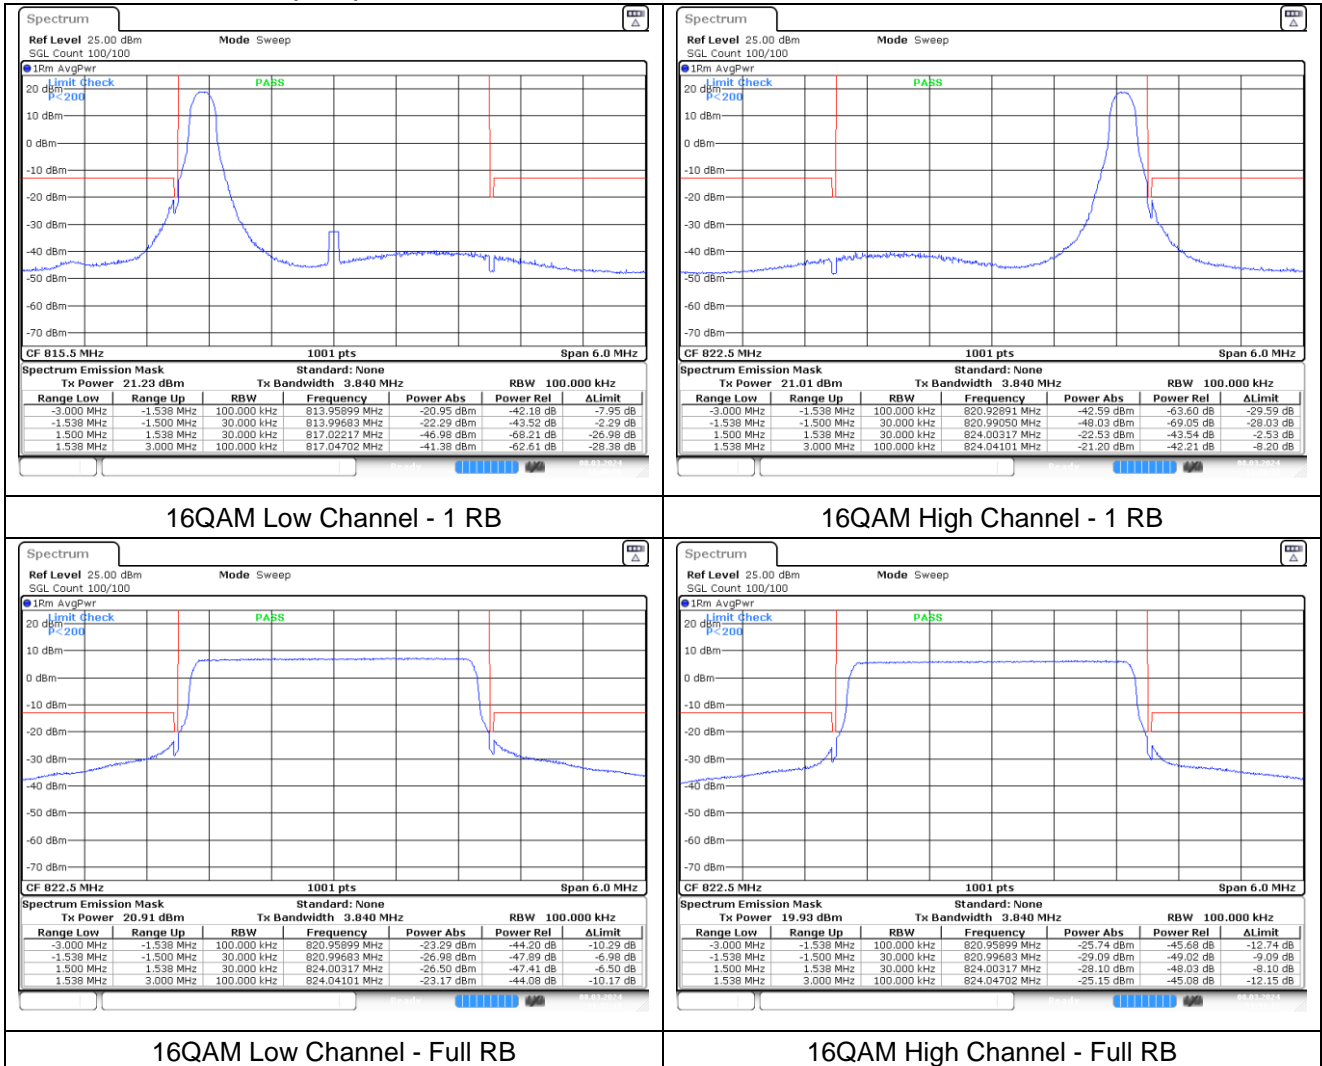 Spectrum
Ref Level 25.00 dBm Mode Sweep
SGL Count 100/100
1Rm AvgPwr
Limit Check PASS
P<200
20 dBm
10 dBm
0 dBm
-10 dBm
-20 dBm
-30 dBm
-40 dBm
-50 dBm
-60 dBm
-70 dBm
CF 815.5 MHz 1001 pts Span 6.0 MHz
Spectrum Emission Mask Standard: None
Tx Power 21.23 dBm Tx Bandwidth 3.840 MHz RBW 100.000 kHz
Range Low Range Up RBW Frequency Power Abs Power Rel ΔLimit
-3.000 MHz -1.538 MHz 100.000 kHz 813.95899 MHz -20.95 dBm -42.18 dB -7.95 dB
-1.538 MHz -1.500 MHz 30.000 kHz 813.99683 MHz -22.29 dBm -43.52 dB -2.29 dB
1.500 MHz 1.538 MHz 30.000 kHz 817.02217 MHz -46.98 dBm -68.21 dB -26.98 dB
1.538 MHz 3.000 MHz 100.000 kHz 817.04702 MHz -41.38 dBm -62.61 dB -28.38 dB
Ready 08.03.2024
16QAM Low Channel - 1 RB
Spectrum
Ref Level 25.00 dBm Mode Sweep
SGL Count 100/100
1Rm AvgPwr
Limit Check PASS
P<200
20 dBm
10 dBm
0 dBm
-10 dBm
-20 dBm
-30 dBm
-40 dBm
-50 dBm
-60 dBm
-70 dBm
CF 822.5 MHz 1001 pts Span 6.0 MHz
Spectrum Emission Mask Standard: None
Tx Power 21.01 dBm Tx Bandwidth 3.840 MHz RBW 100.000 kHz
Range Low Range Up RBW Frequency Power Abs Power Rel ΔLimit
-3.000 MHz -1.538 MHz 100.000 kHz 820.92891 MHz -42.59 dBm -63.60 dB -29.59 dB
-1.538 MHz -1.500 MHz 30.000 kHz 820.99050 MHz -48.03 dBm -69.05 dB -28.03 dB
1.500 MHz 1.538 MHz 30.000 kHz 824.00317 MHz -22.53 dBm -43.54 dB -2.53 dB
1.538 MHz 3.000 MHz 100.000 kHz 824.04101 MHz -21.20 dBm -42.21 dB -8.20 dB
Ready 08.03.2024
16QAM High Channel - 1 RB
Spectrum
Ref Level 25.00 dBm Mode Sweep
SGL Count 100/100
1Rm AvgPwr
Limit Check PASS
P<200
20 dBm
10 dBm
0 dBm
-10 dBm
-20 dBm
-30 dBm
-40 dBm
-50 dBm
-60 dBm
-70 dBm
CF 822.5 MHz 1001 pts Span 6.0 MHz
Spectrum Emission Mask Standard: None
Tx Power 20.91 dBm Tx Bandwidth 3.840 MHz RBW 100.000 kHz
Range Low Range Up RBW Frequency Power Abs Power Rel ΔLimit
-3.000 MHz -1.538 MHz 100.000 kHz 820.95899 MHz -23.29 dBm -44.20 dB -10.29 dB
-1.538 MHz -1.500 MHz 30.000 kHz 820.99683 MHz -26.98 dBm -47.89 dB -6.98 dB
1.500 MHz 1.538 MHz 30.000 kHz 824.00317 MHz -26.50 dBm -47.41 dB -6.50 dB
1.538 MHz 3.000 MHz 100.000 kHz 824.04101 MHz -23.17 dBm -44.08 dB -10.17 dB
Ready 08.03.2024
16QAM Low Channel - Full RB
Spectrum
Ref Level 25.00 dBm Mode Sweep
SGL Count 100/100
1Rm AvgPwr
Limit Check PASS
P<200
20 dBm
10 dBm
0 dBm
-10 dBm
-20 dBm
-30 dBm
-40 dBm
-50 dBm
-60 dBm
-70 dBm
CF 822.5 MHz 1001 pts Span 6.0 MHz
Spectrum Emission Mask Standard: None
Tx Power 19.93 dBm Tx Bandwidth 3.840 MHz RBW 100.000 kHz
Range Low Range Up RBW Frequency Power Abs Power Rel ΔLimit
-3.000 MHz -1.538 MHz 100.000 kHz 820.95899 MHz -25.74 dBm -45.68 dB -12.74 dB
-1.538 MHz -1.500 MHz 30.000 kHz 820.99683 MHz -29.09 dBm -49.02 dB -9.09 dB
1.500 MHz 1.538 MHz 30.000 kHz 824.00317 MHz -28.10 dBm -48.03 dB -8.10 dB
1.538 MHz 3.000 MHz 100.000 kHz 824.04702 MHz -25.15 dBm -45.08 dB -12.15 dB
Ready 08.03.2024
16QAM High Channel - Full RB